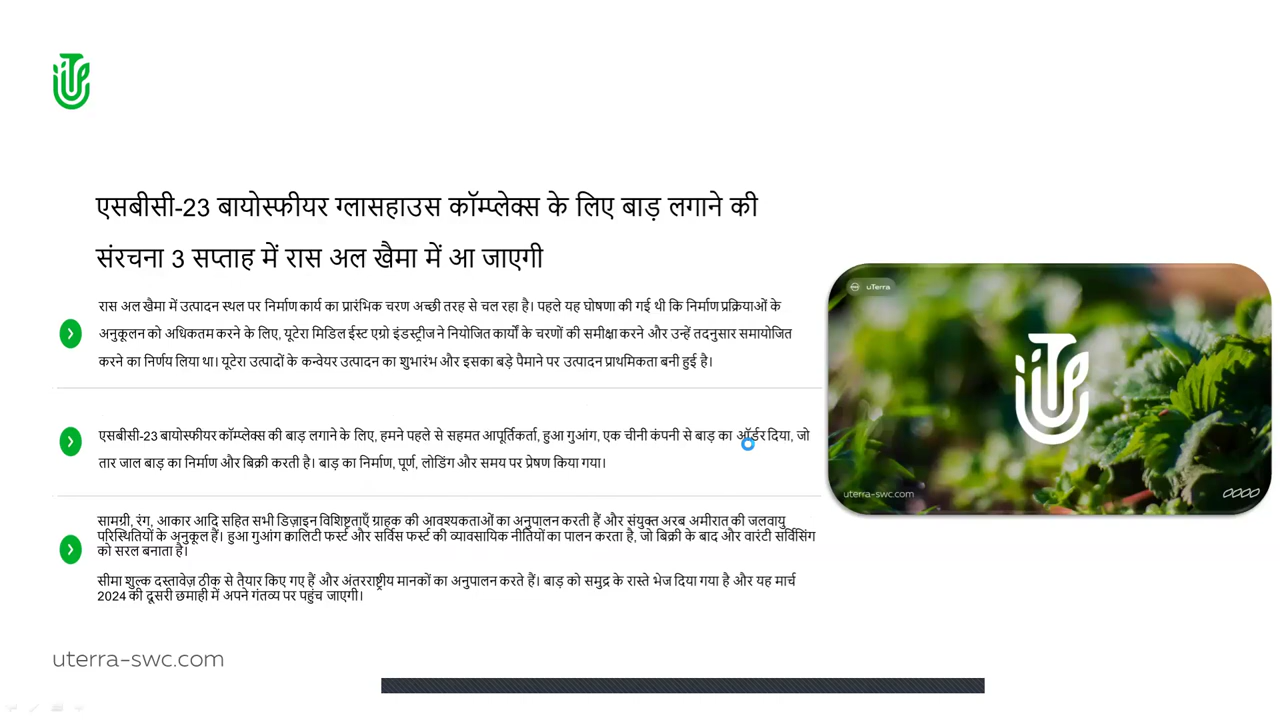 एसबीसी-23 बायोस्फीयर ग्लासहाउस कॉम्प्लेक्स के लिए बाड़ लगाने की
संरचना 3 सप्ताह में रास अल खैमा में आ जाएगी
रास अल खैमा में उत्पादन स्थल पर निर्माण कार्य का प्रारंभिक चरण अच्छी तरह से चल रहा है। पहले यह घोषणा की गई थी कि निर्माण प्रक्रियाओं के
अनुकूलन को अधिकतम करने के लिए, यूटेरा मिडिल ईस्ट एग्रो इंडस्ट्रीज ने नियोजित कार्यों के चरणों की समीक्षा करने और उन्हें तदनुसार समायोजित
करने का निर्णय लिया था। यूटेरा उत्पादों के कन्वेयर उत्पादन का शुभारंभ और इसका बड़े पैमाने पर उत्पादन प्राथमिकता बनी हुई है।
एसबीसी-23 बायोस्फीयर कॉम्प्लेक्स की बाड़ लगाने के लिए, हमने पहले से सहमत आपूर्तिकर्ता, हुआ गुआंग, एक चीनी कंपनी से बाड़ का ऑर्डर दिया, जो
तार जाल बाड़ का निर्माण और बिक्री करती है। बाड़ का निर्माण, पूर्ण, लोडिंग और समय पर प्रेषण किया गया।
सामग्री, रंग, आकार आदि सहित सभी डिज़ाइन विशिष्टताएँ ग्राहक की आवश्यकताओं का अनुपालन करती हैं और संयुक्त अरब अमीरात की जलवायु
परिस्थितियों के अनुकूल हैं। हुआ गुआंग क्वालिटी फर्स्ट और सर्विस फर्स्ट की व्यावसायिक नीतियों का पालन करता है, जो बिक्री के बाद और वारंटी सर्विसिंग
को सरल बनाता है।
सीमा शुल्क दस्तावेज़ ठीक से तैयार किए गए हैं और अंतरराष्ट्रीय मानकों का अनुपालन करते हैं। बाड़ को समुद्र के रास्ते भेज दिया गया है और यह मार्च
2024 की दूसरी छमाही में अपने गंतव्य पर पहुंच जाएगी।
uTerra
uterra-swc.com
uterra-swc.com